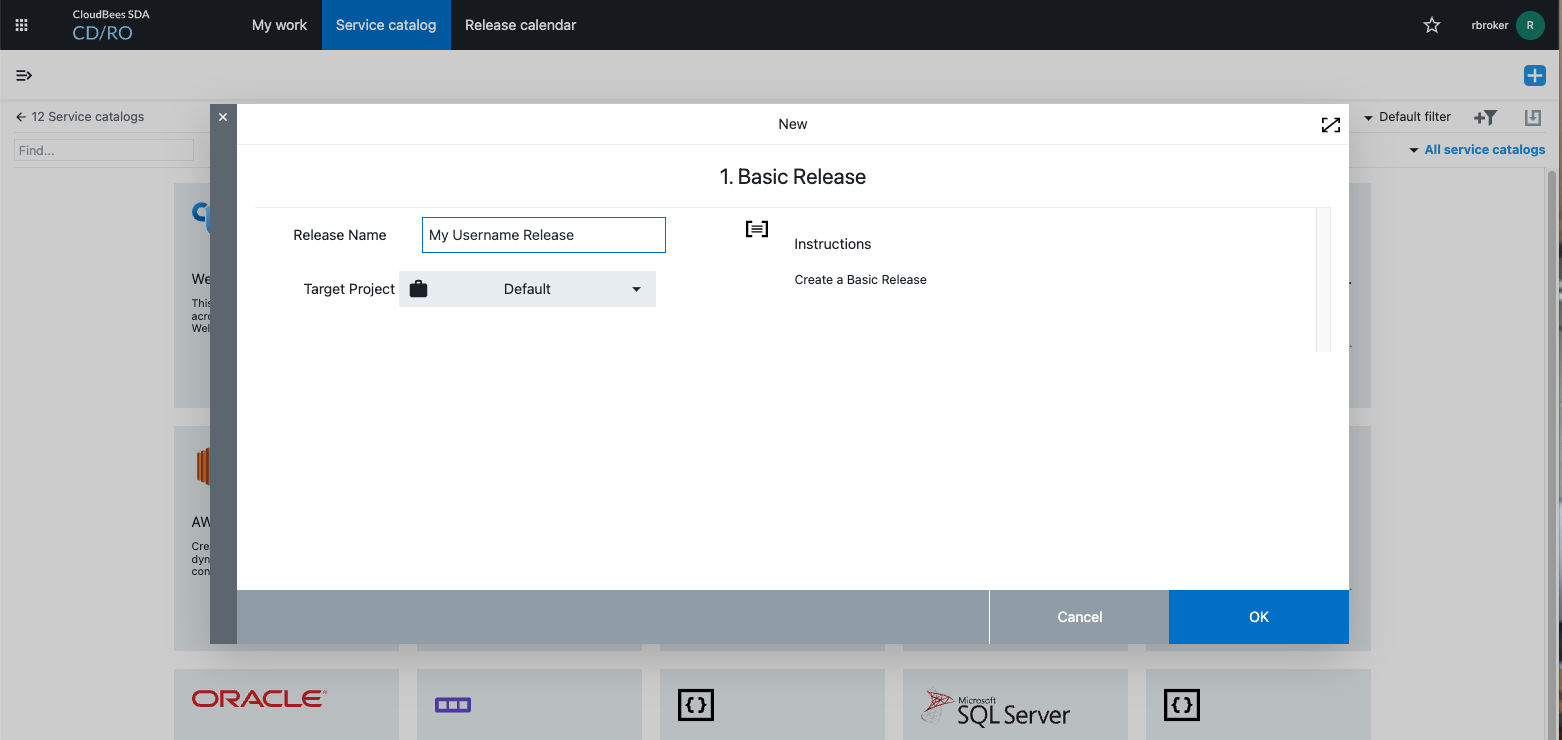 CloudBees SDA
CD/RO
My work
Service catalog
Release calendar
rbroker
R
12 Service catalogs
Default filter
Find...
All service catalogs
New
1. Basic Release
Release Name
My Username Release
Instructions
Target Project
Default
Create a Basic Release
We
This
acro
Wel
AW
Cre
dyn
con
Cancel
OK
ORACLE
{}
Microsoft
SQL Server
{}